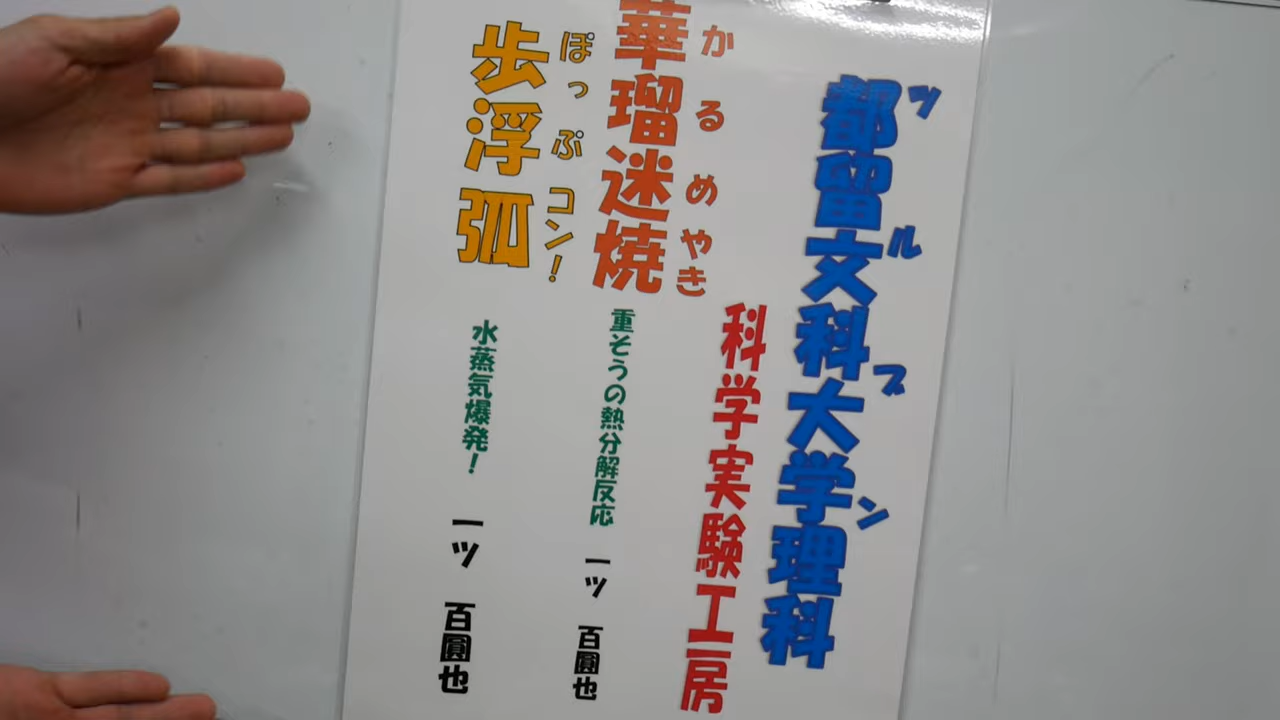 都留文科大学理科
ツルブン
科学実験工房
華瑠迷焼
かるめやき
重そうの熱分解反応
一ツ 百圓也
歩浮弧
ぽっぷコン!
水蒸気爆発!
一ツ 百圓也